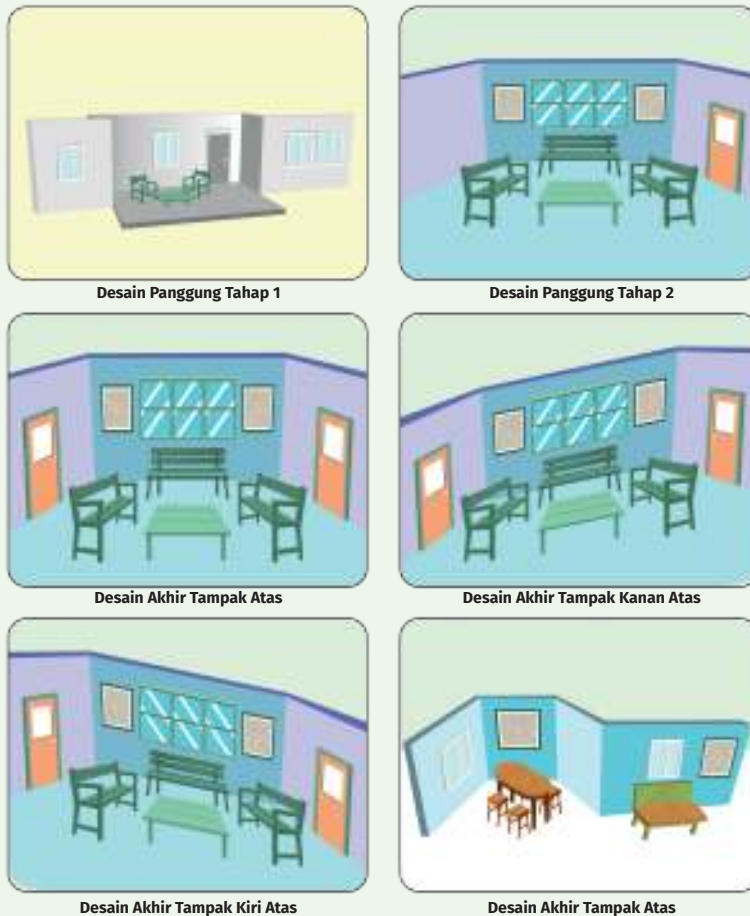 Desain Panggung Tahap 1
Desain Panggung Tahap 2
Desain Akhir Tampak Atas
Desain Akhir Tampak Kanan Atas
Desain Akhir Tampak Kiri Atas
Desain Akhir Tampak Atas